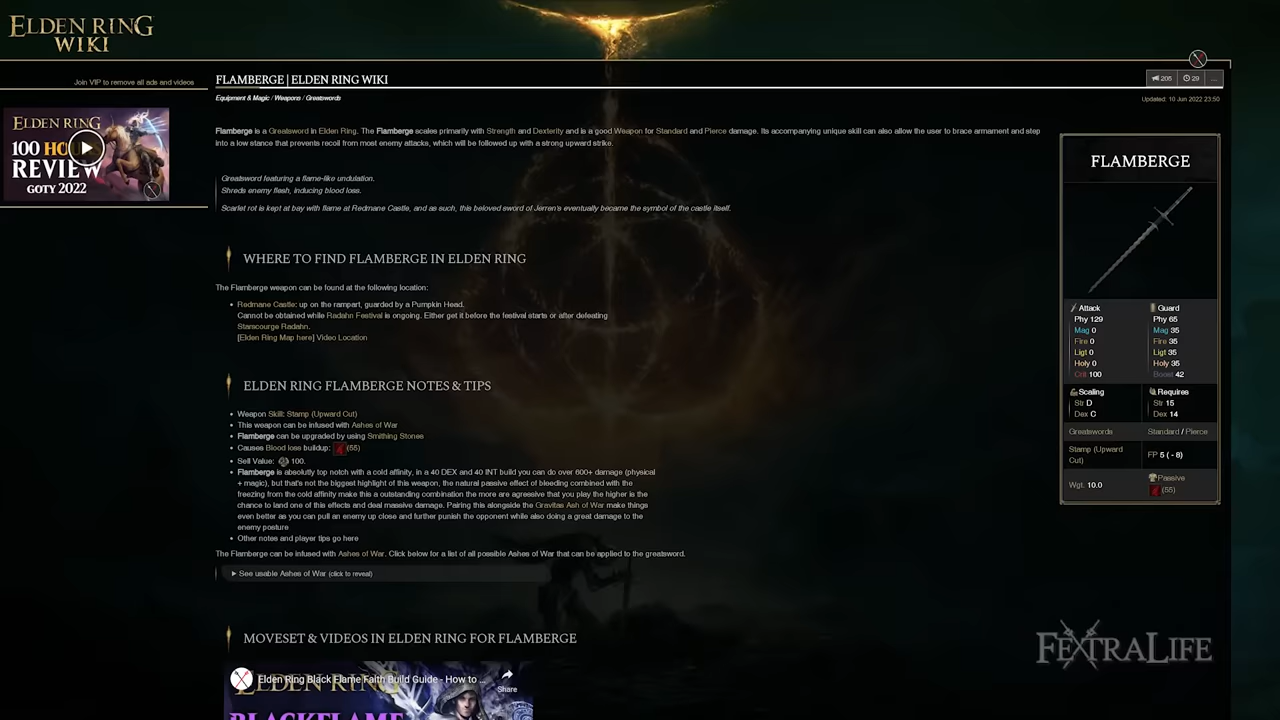 ELDEN RING
WIKI
Join VIP to remove all ads and videos
ELDEN RING
100 HOU
REVIEW
GOTY 2022
FLAMBERGE | ELDEN RING WIKI
205
29
...
Equipment & Magic / Weapons / Greatswords
Updated: 10 Jun 2022 23:50
Flamberge is a Greatsword in Elden Ring. The Flamberge scales primarily with Strength and Dexterity and is a good Weapon for Standard and Pierce damage. Its accompanying unique skill can also allow the user to brace armament and step
into a low stance that prevents recoil from most enemy attacks, which will be followed up with a strong upward strike.
Greatsword featuring a flame-like undulation.
Shreds enemy flesh, inducing blood loss.
Scarlet rot is kept at bay with flame at Redmane Castle, and as such, this beloved sword of Jerren's eventually became the symbol of the castle itself.
WHERE TO FIND FLAMBERGE IN ELDEN RING
The Flamberge weapon can be found at the following location:
Redmane Castle: up on the rampart, guarded by a Pumpkin Head.
Cannot be obtained while Radahn Festival is ongoing. Either get it before the festival starts or after defeating
Starscourge Radahn.
[Elden Ring Map here] Video Location
ELDEN RING FLAMBERGE NOTES & TIPS
Weapon Skill: Stamp (Upward Cut)
This weapon can be infused with Ashes of War
Flamberge can be upgraded by using Smithing Stones
Causes Blood loss buildup: (55)
Sell Value: 100.
Flamberge is absolutly top notch with a cold affinity, in a 40 DEX and 40 INT build you can do over 600+ damage (physical
+ magic), but that's not the biggest highlight of this weapon, the natural passive effect of bleeding combined with the
freezing from the cold affinity make this a outstanding combination the more are agressive that you play the higher is the
chance to land one of this effects and deal massive damage. Pairing this alongside the Gravitas Ash of War make things
even better as you can pull an enemy up close and further punish the opponent while also doing a great damage to the
enemy posture
Other notes and player tips go here
The Flamberge can be infused with Ashes of War. Click below for a list of all possible Ashes of War that can be applied to the greatsword.
See usable Ashes of War (click to reveal)
MOVESET & VIDEOS IN ELDEN RING FOR FLAMBERGE
ELDEN RING
Elden Ring Black Flame Faith Build Guide - How to ...
Share
BLACKFLAME
FLAMBERGE
Attack Guard
Phy 129 Phy 65
Mag 0 Mag 35
Fire 0 Fire 35
Ligt 0 Ligt 35
Holy 0 Holy 35
Crit 100 Boost 42
Scaling Requires
Str D Str 15
Dex C Dex 14
Greatswords Standard / Pierce
Stamp (Upward
Cut)
FP 5 ( - 8)
Wgt. 10.0
Passive
(55)
FEXTRALIFE